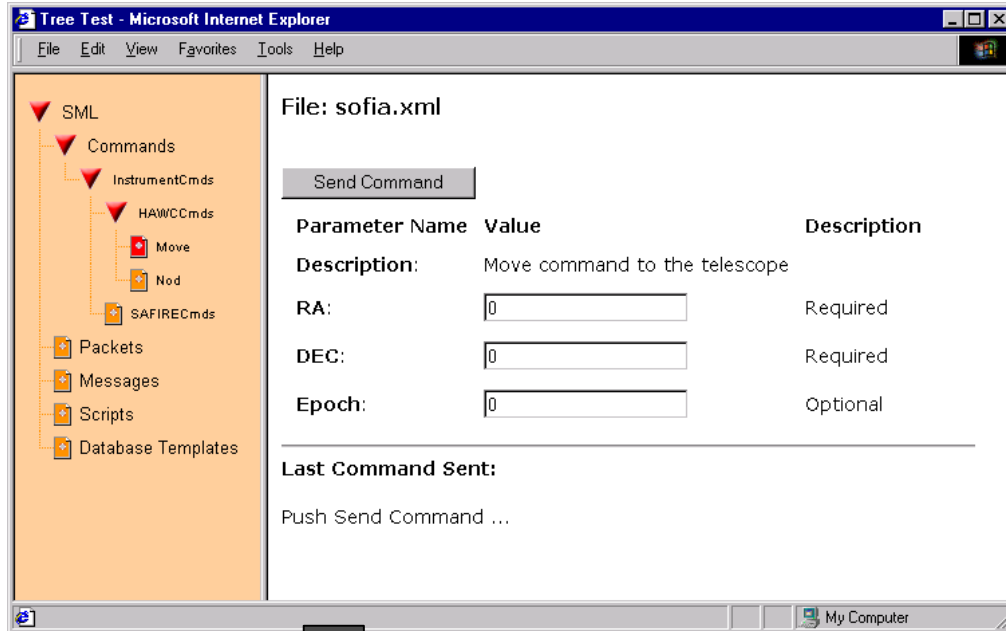 Tree Test - Microsoft Internet Explorer
File Edit View Favorites Tools Help
SML
Commands
InstrumentCmds
HAWCCmds
Move
Nod
SAFIRECmds
Packets
Messages
Scripts
Database Templates
File: sofia.xml
Send Command
Parameter Name Value Description
Description: Move command to the telescope
RA: 0 Required
DEC: 0 Required
Epoch: 0 Optional
Last Command Sent:
Push Send Command ...
My Computer